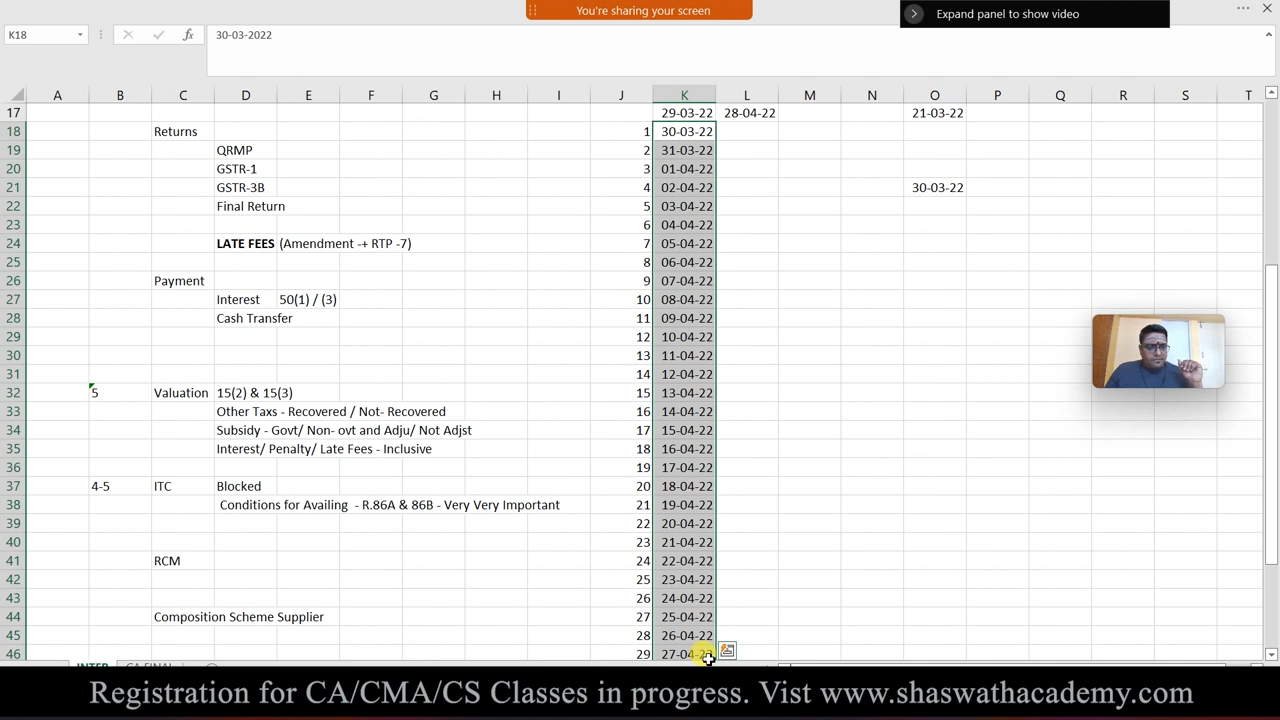 You're sharing your screen
Expand panel to show video
K18 fx 30-03-2022
A B C D E F G H I J K L M N O P Q R S T
17 29-03-22 28-04-22 21-03-22
18 Returns 1 30-03-22
19 QRMP 2 31-03-22
20 GSTR-1 3 01-04-22
21 GSTR-3B 4 02-04-22 30-03-22
22 Final Return 5 03-04-22
23 6 04-04-22
24 LATE FEES (Amendment -+ RTP -7) 7 05-04-22
25 8 06-04-22
26 Payment 9 07-04-22
27 Interest 50(1) / (3) 10 08-04-22
28 Cash Transfer 11 09-04-22
29 12 10-04-22
30 13 11-04-22
31 14 12-04-22
32 5 Valuation 15(2) & 15(3) 15 13-04-22
33 Other Taxs - Recovered / Not- Recovered 16 14-04-22
34 Subsidy - Govt/ Non- ovt and Adju/ Not Adjst 17 15-04-22
35 Interest/ Penalty/ Late Fees - Inclusive 18 16-04-22
36 19 17-04-22
37 4-5 ITC Blocked 20 18-04-22
38 Conditions for Availing - R.86A & 86B - Very Very Important 21 19-04-22
39 22 20-04-22
40 23 21-04-22
41 RCM 24 22-04-22
42 25 23-04-22
43 26 24-04-22
44 Composition Scheme Supplier 27 25-04-22
45 28 26-04-22
46 29 27-04-22
INTER CA FINAL
Registration for CA/CMA/CS Classes in progress. Vist www.shaswathacademy.com